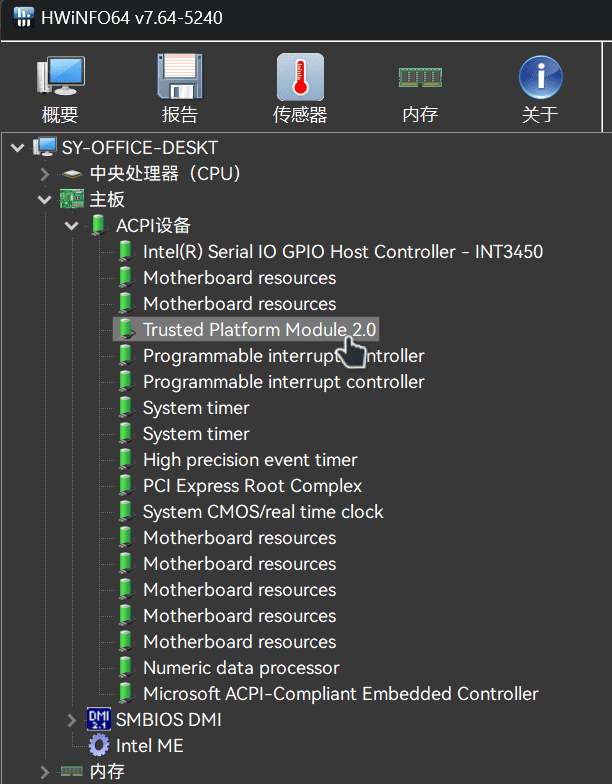 HWiNFO64 v7.64-5240
概要 报告 传感器 内存 关于
SY-OFFICE-DESKT
中央处理器（CPU）
主板
ACPI设备
Intel(R) Serial IO GPIO Host Controller - INT3450
Motherboard resources
Motherboard resources
Trusted Platform Module 2.0
Programmable interrupt controller
Programmable interrupt controller
System timer
System timer
High precision event timer
PCI Express Root Complex
System CMOS/real time clock
Motherboard resources
Motherboard resources
Motherboard resources
Motherboard resources
Motherboard resources
Numeric data processor
Microsoft ACPI-Compliant Embedded Controller
DMI 2.1 SMBIOS DMI
Intel ME
内存